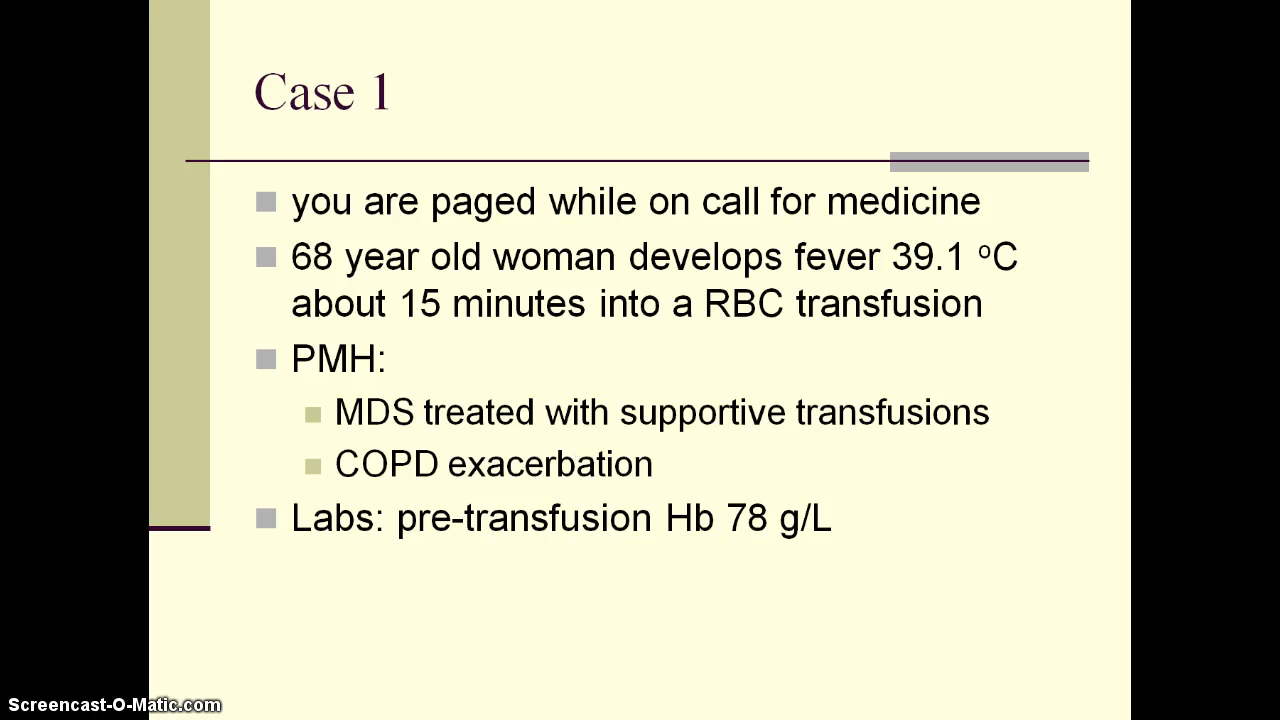 Case 1
you are paged while on call for medicine
68 year old woman develops fever 39.1 °C
about 15 minutes into a RBC transfusion
PMH:
MDS treated with supportive transfusions
COPD exacerbation
Labs: pre-transfusion Hb 78 g/L
Screencast-O-Matic.com